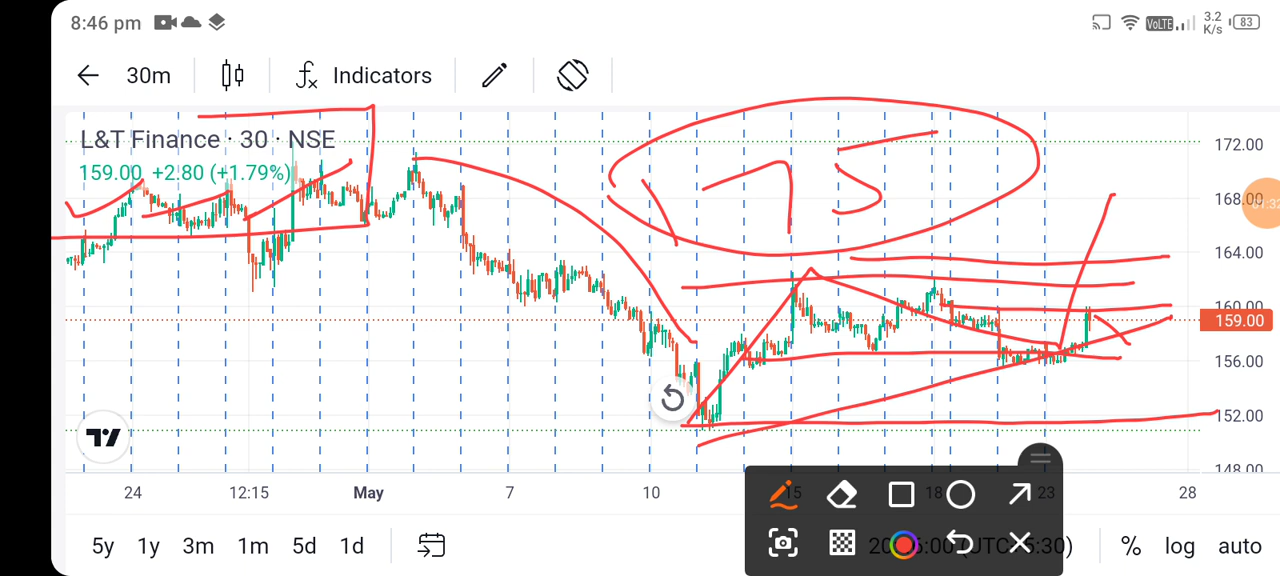 8:46 pm VoLTE 3.2 K/s 83
30m Indicators
L&T Finance · 30 · NSE
159.00 +2.80 (+1.79%)
172.00
168.00
164.00
160.00
159.00
156.00
152.00
148.00
24 12:15 May 7 10 15 18 23 28
5y 1y 3m 1m 5d 1d % log auto
75